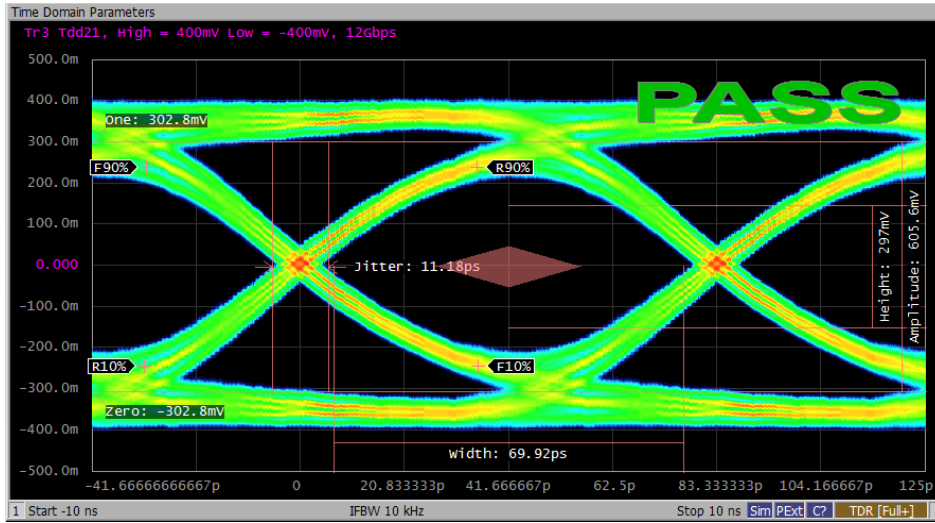 Time Domain Parameters
Tr3 Tdd21, High = 400mV Low = -400mV, 12Gbps
500.0m
400.0m
PASS
One: 302.8mV
300.0m
F90%
R90%
200.0m
100.0m
0.000
Jitter: 11.18ps
Height: 297mV
Amplitude: 605.6mV
-100.0m
-200.0m
R10%
F10%
-300.0m
Zero: -302.8mV
-400.0m
Width: 69.92ps
-500.0m
-41.66666666667p 0 20.833333p 41.666667p 62.5p 83.333333p 104.166667p 125p
1 Start -10 ns IFBW 10 kHz Stop 10 ns Sim PExt C? TDR [Full+]